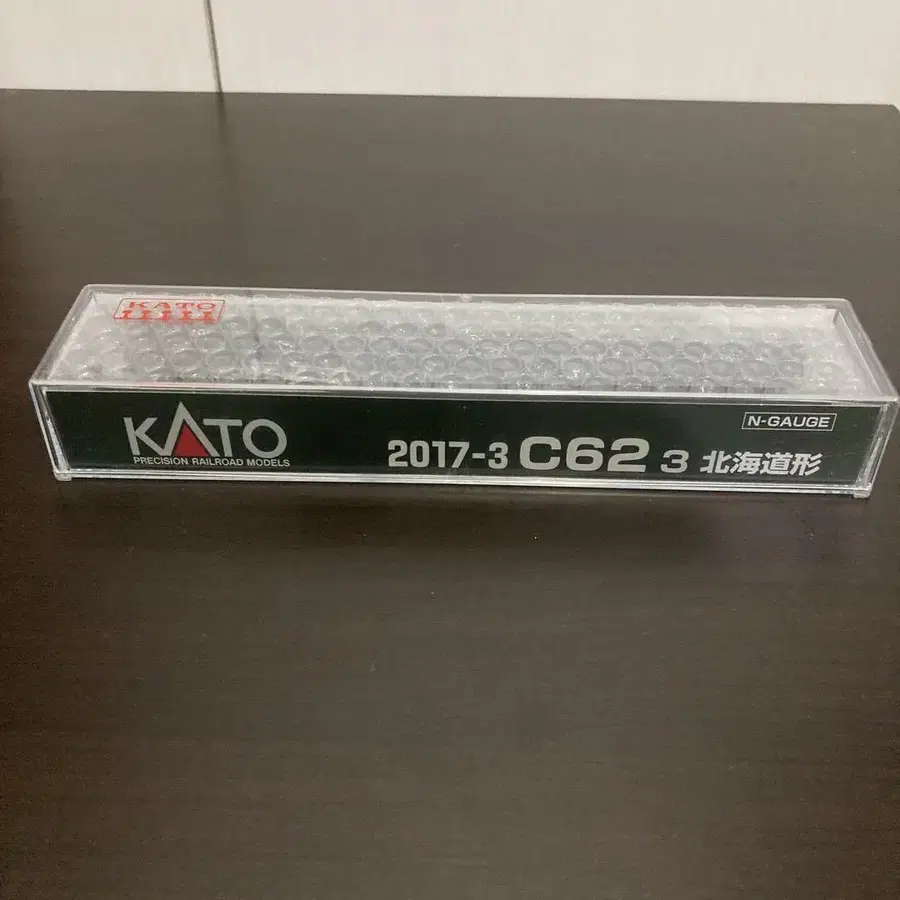 KATO
KATO
PRECISION RAILROAD MODELS
N-GAUGE
2017-3 C62 3 北海道形